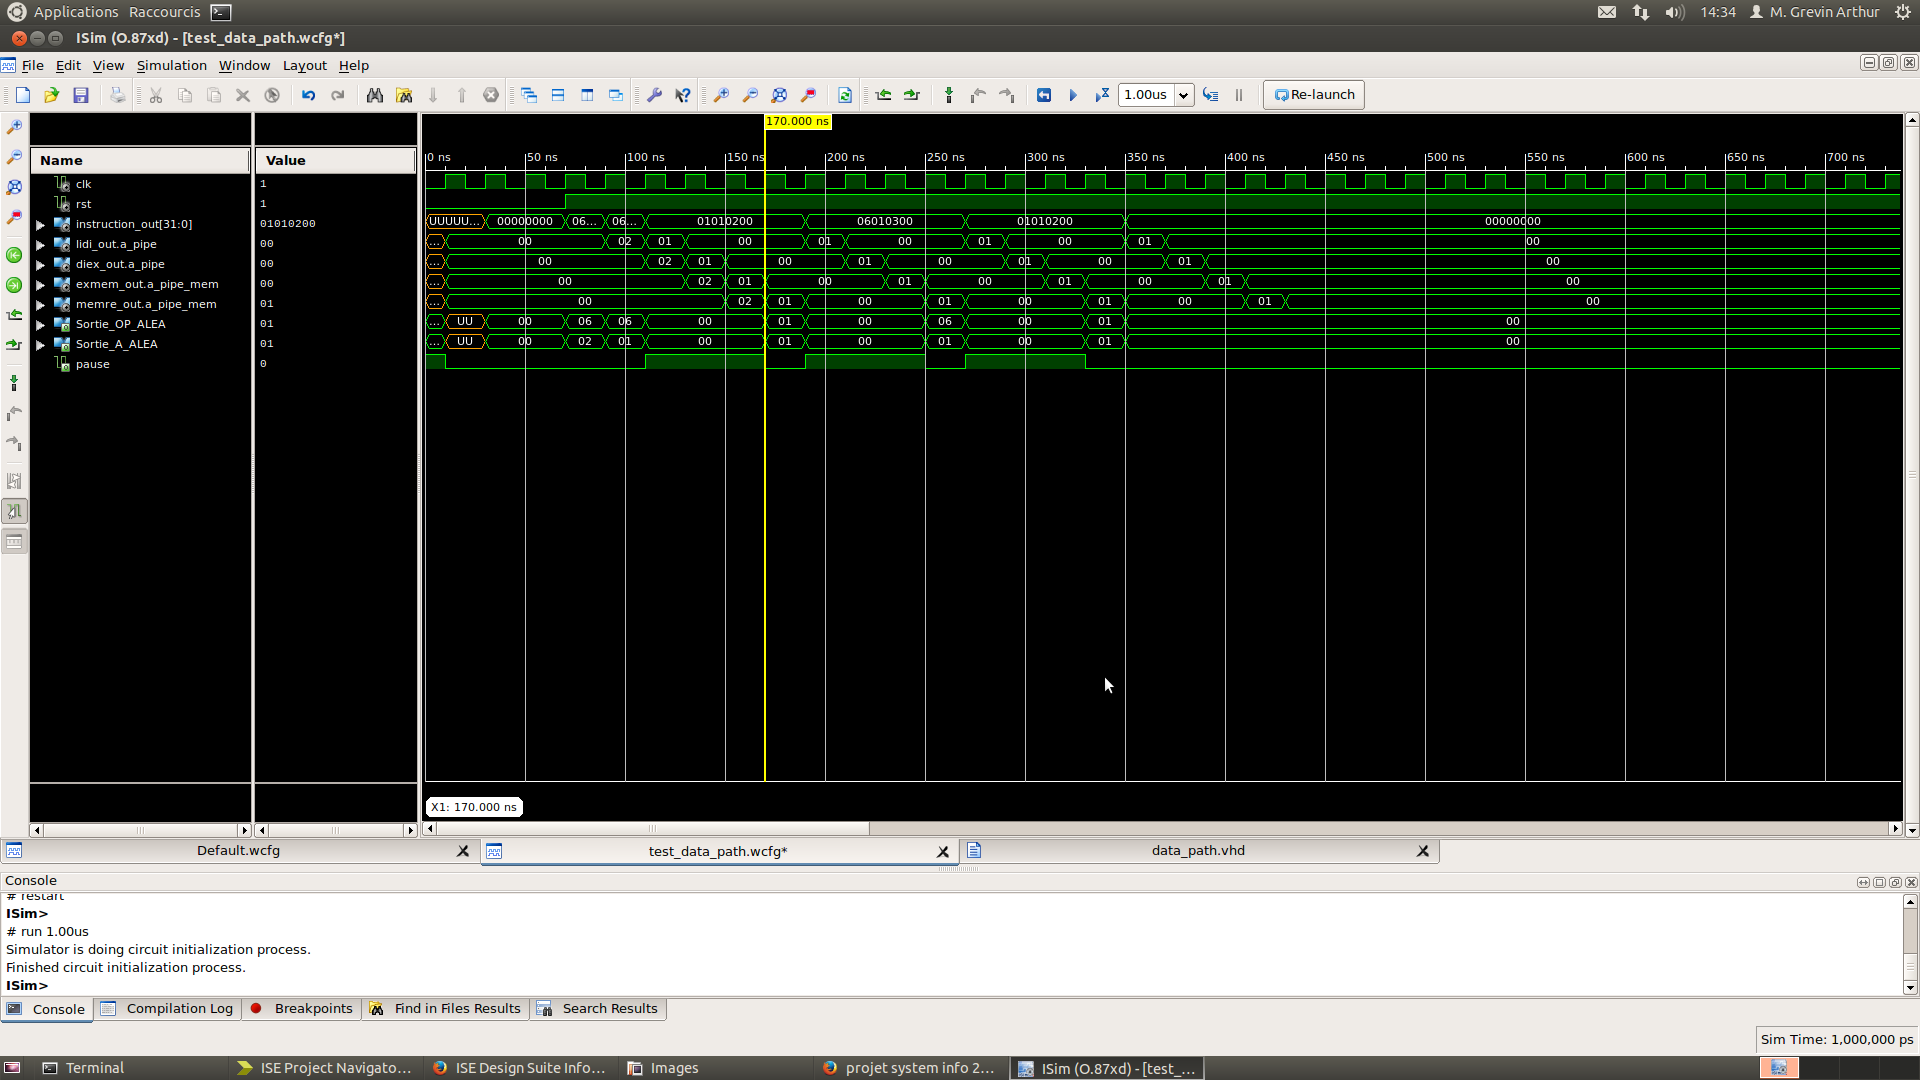 Applications Raccourcis 14:34 M. Grevin Arthur
ISim (O.87xd) - [test_data_path.wcfg*]
File Edit View Simulation Window Layout Help
1.00us Re-launch
170.000 ns
Name Value
0 ns 50 ns 100 ns 150 ns 200 ns 250 ns 300 ns 350 ns 400 ns 450 ns 500 ns 550 ns 600 ns 650 ns 700 ns
clk 1
rst 1
instruction_out[31:0] 01010200 UUUUU... 00000000 06... 06... 01010200 06010300 01010200 00000000
lidi_out.a_pipe 00 ... 00 02 01 00 01 00 01 00 01 00
diex_out.a_pipe 00 ... 00 02 01 00 01 00 01 00 01 00
exmem_out.a_pipe_mem 00 ... 00 02 01 00 01 00 01 00 01 00
memre_out.a_pipe_mem 01 ... 00 02 01 00 01 00 01 00 01 00
Sortie_OP_ALEA 01 ... UU 00 06 06 00 01 00 06 00 01 00
Sortie_A_ALEA 01 ... UU 00 02 01 00 01 00 01 00 01 00
pause 0
X1: 170.000 ns
Default.wcfg test_data_path.wcfg* data_path.vhd
Console
# restart
ISim>
# run 1.00us
Simulator is doing circuit initialization process.
Finished circuit initialization process.
ISim>
Console Compilation Log Breakpoints Find in Files Results Search Results
Sim Time: 1,000,000 ps
Terminal ISE Project Navigato... ISE Design Suite Info... Images projet system info 2... ISim (O.87xd) - [test_...